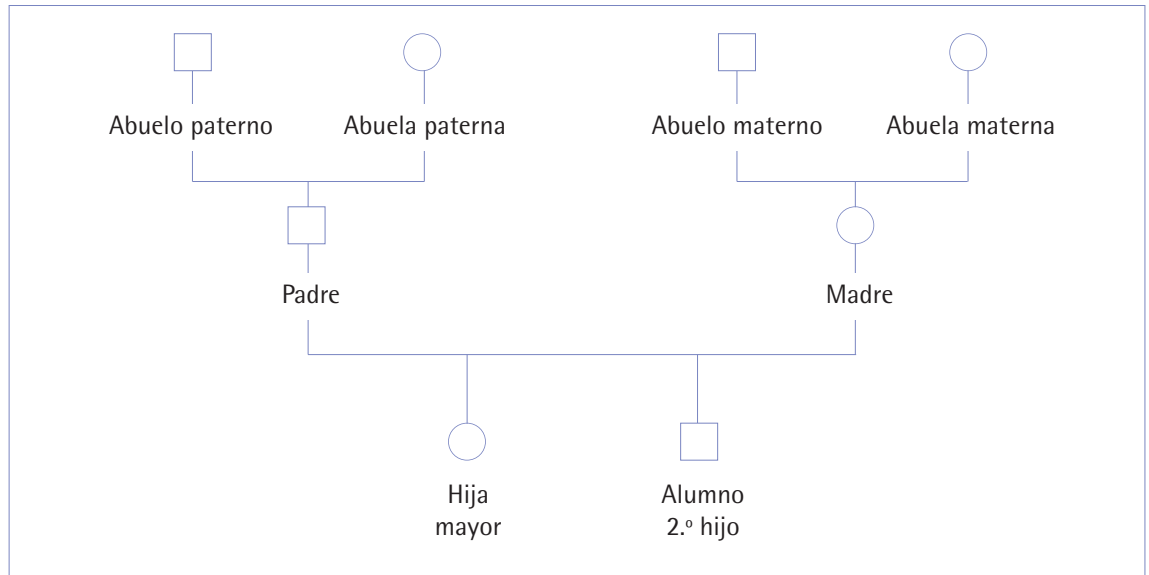 Abuelo paterno
Abuela paterna
Abuelo materno
Abuela materna
Padre
Madre
Hija
mayor
Alumno
2.º hijo